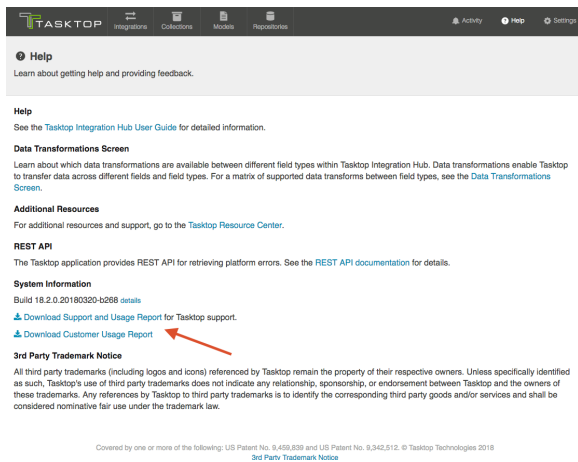 TASKTOP
Integrations
Collections
Models
Repositories
Activity
Help
Settings
Help
Learn about getting help and providing feedback.
Help
See the Tasktop Integration Hub User Guide for detailed information.
Data Transformations Screen
Learn about which data transformations are available between different field types within Tasktop Integration Hub. Data transformations enable Tasktop
to transfer data across different fields and field types. For a matrix of supported data transforms between field types, see the Data Transformations
Screen.
Additional Resources
For additional resources and support, go to the Tasktop Resource Center.
REST API
The Tasktop application provides REST API for retrieving platform errors. See the REST API documentation for details.
System Information
Build 18.2.0.20180320-b268 details
Download Support and Usage Report for Tasktop support.
Download Customer Usage Report
3rd Party Trademark Notice
All third party trademarks (including logos and icons) referenced by Tasktop remain the property of their respective owners. Unless specifically identified
as such, Tasktop's use of third party trademarks does not indicate any relationship, sponsorship, or endorsement between Tasktop and the owners of
these trademarks. Any references by Tasktop to third party trademarks is to identify the corresponding third party goods and/or services and shall be
considered nominative fair use under the trademark law.
Covered by one or more of the following: US Patent No. 9,459,839 and US Patent No. 9,342,512. © Tasktop Technologies 2018
3rd Party Trademark Notice